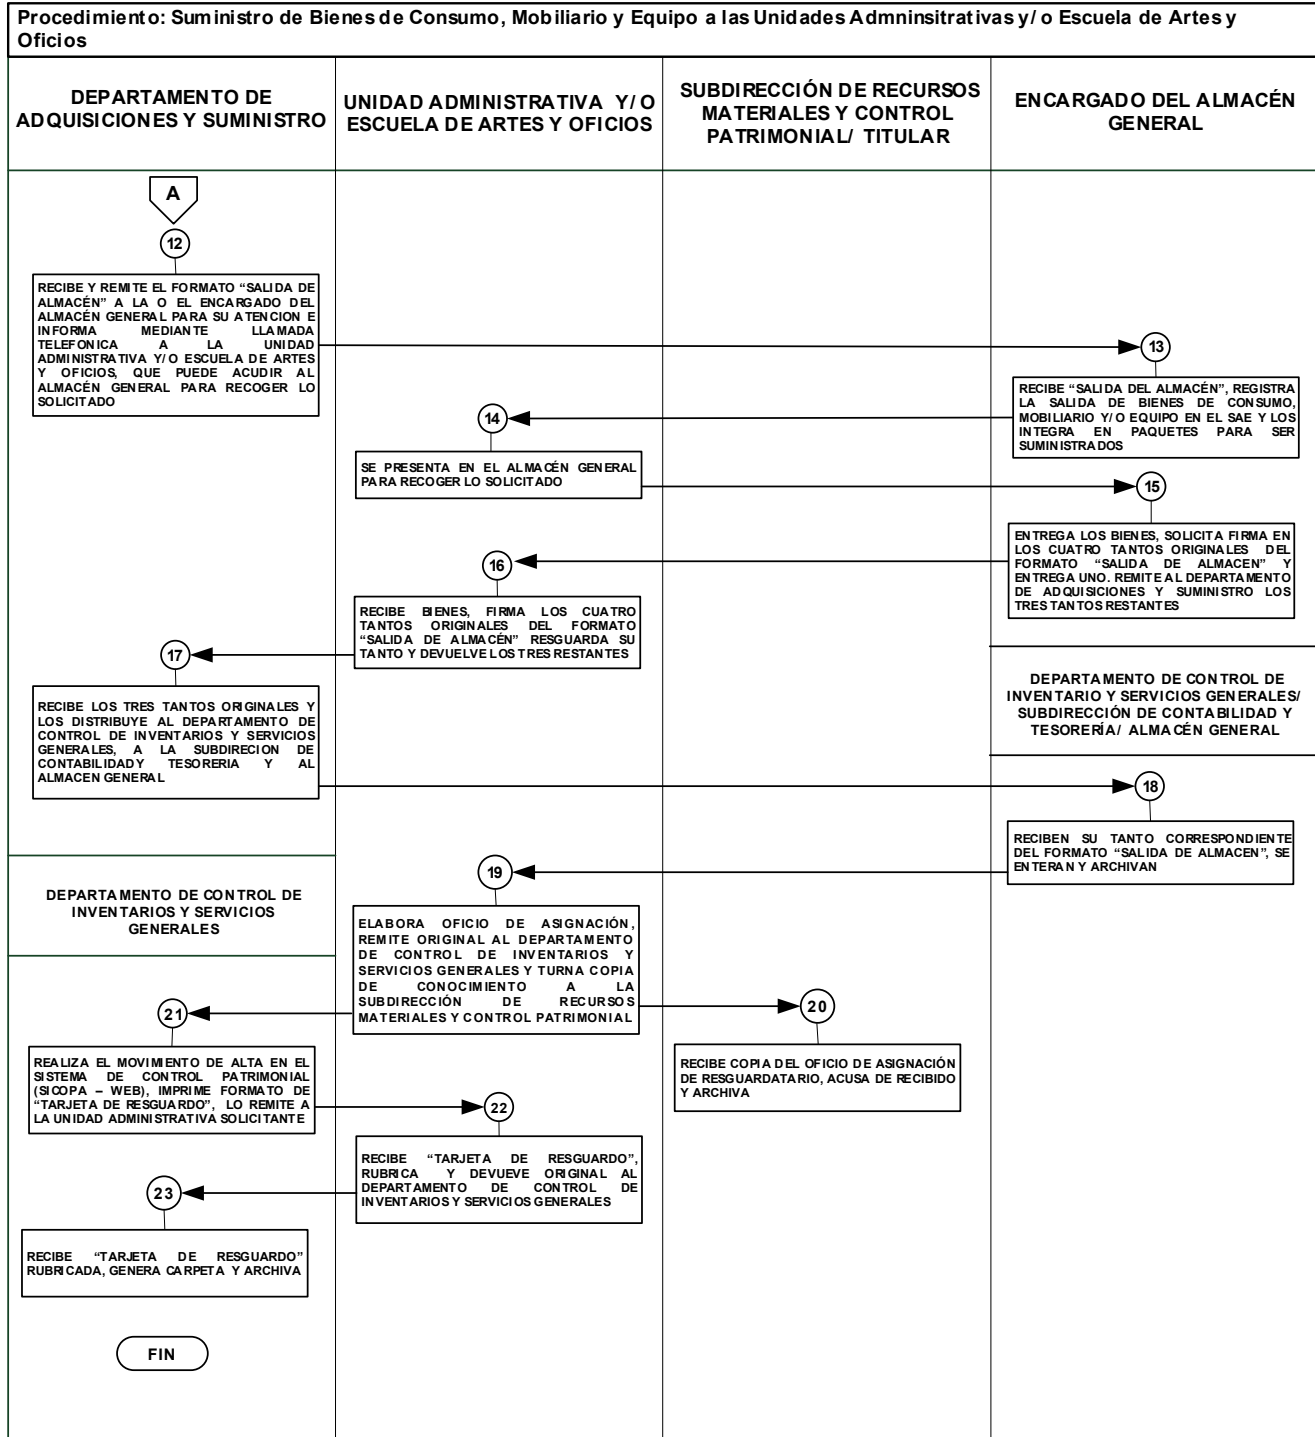 Procedimiento: Suministro de Bienes de Consumo, Mobiliario y Equipo a las Unidades Admninsitrativas y/ o Escuela de Artes y
Oficios
DEPARTAMENTO DE
ADQUISICIONES Y SUMINISTRO
UNIDAD ADMINISTRATIVA Y/ O
ESCUELA DE ARTES Y OFICIOS
SUBDIRECCIÓN DE RECURSOS
MATERIALES Y CONTROL
PATRIMONIAL/ TITULAR
ENCARGADO DEL ALMACÉN
GENERAL
A
12
RECIBE Y REMITE EL FORMATO “SALIDA DE
ALMACÉN” A LA O EL ENCARGADO DEL
ALMACÉN GENERAL PARA SU ATENCION E
INFORMA MEDIANTE LLAMADA
TELEFONICA A LA UNIDAD
ADMINISTRATIVA Y/O ESCUELA DE ARTES
Y OFICIOS, QUE PUEDE ACUDIR AL
ALMACÉN GENERAL PARA RECOGER LO
SOLICITADO
13
RECIBE “SALIDA DEL ALMACÉN”, REGISTRA
LA SALIDA DE BIENES DE CONSUMO,
MOBILIARIO Y/O EQUIPO EN EL SAE Y LOS
INTEGRA EN PAQUETES PARA SER
SUMINISTRADOS
14
SE PRESENTA EN EL ALMACÉN GENERAL
PARA RECOGER LO SOLICITADO
15
ENTREGA LOS BIENES, SOLICITA FIRMA EN
LOS CUATRO TANTOS ORIGINALES DEL
FORMATO “SALIDA DE ALMACEN” Y
ENTREGA UNO. REMITE AL DEPARTAMENTO
DE ADQUISICIONES Y SUMINISTRO LOS
TRES TANTOS RESTANTES
16
RECIBE BIENES, FIRMA LOS CUATRO
TANTOS ORIGINALES DEL FORMATO
“SALIDA DE ALMACÉN” RESGUARDA SU
TANTO Y DEVUELVE LOS TRES RESTANTES
17
RECIBE LOS TRES TANTOS ORIGINALES Y
LOS DISTRIBUYE AL DEPARTAMENTO DE
CONTROL DE INVENTARIOS Y SERVICIOS
GENERALES, A LA SUBDIRECION DE
CONTABILIDAD Y TESORERIA Y AL
ALMACEN GENERAL
DEPARTAMENTO DE CONTROL DE
INVENTARIO Y SERVICIOS GENERALES/
SUBDIRECCIÓN DE CONTABILIDAD Y
TESORERÍA/ ALMACÉN GENERAL
18
RECIBEN SU TANTO CORRESPONDIENTE
DEL FORMATO “SALIDA DE ALMACEN”, SE
ENTERAN Y ARCHIVAN
DEPARTAMENTO DE CONTROL DE
INVENTARIOS Y SERVICIOS
GENERALES
19
ELABORA OFICIO DE ASIGNACIÓN,
REMITE ORIGINAL AL DEPARTAMENTO
DE CONTROL DE INVENTARIOS Y
SERVICIOS GENERALES Y TURNA COPIA
DE CONOCIMIENTO A LA
SUBDIRECCIÓN DE RECURSOS
MATERIALES Y CONTROL PATRIMONIAL
20
RECIBE COPIA DEL OFICIO DE ASIGNACIÓN
DE RESGUARDATARIO, ACUSA DE RECIBIDO
Y ARCHIVA
21
REALIZA EL MOVIMIENTO DE ALTA EN EL
SISTEMA DE CONTROL PATRIMONIAL
(SICOPA – WEB), IMPRIME FORMATO DE
“TARJETA DE RESGUARDO”, LO REMITE A
LA UNIDAD ADMINISTRATIVA SOLICITANTE
22
RECIBE “TARJETA DE RESGUARDO”,
RUBRICA Y DEVUEVE ORIGINAL AL
DEPARTAMENTO DE CONTROL DE
INVENTARIOS Y SERVICIOS GENERALES
23
RECIBE “TARJETA DE RESGUARDO”
RUBRICADA, GENERA CARPETA Y ARCHIVA
FIN